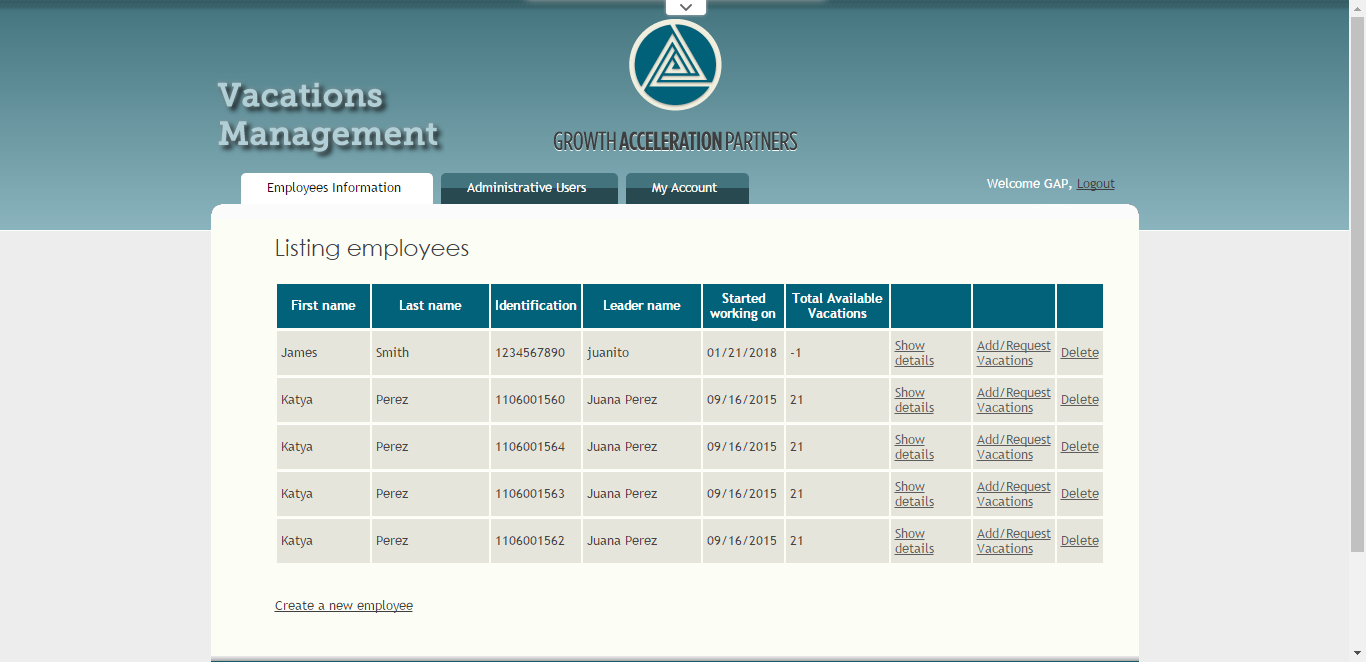 Vacations
Management
GROWTH ACCELERATION PARTNERS
Employees Information Administrative Users My Account Welcome GAP, Logout
Listing employees
First name Last name Identification Leader name Started working on Total Available Vacations
James Smith 1234567890 juanito 01/21/2018 -1 Show details Add/Request Vacations Delete
Katya Perez 1106001560 Juana Perez 09/16/2015 21 Show details Add/Request Vacations Delete
Katya Perez 1106001564 Juana Perez 09/16/2015 21 Show details Add/Request Vacations Delete
Katya Perez 1106001563 Juana Perez 09/16/2015 21 Show details Add/Request Vacations Delete
Katya Perez 1106001562 Juana Perez 09/16/2015 21 Show details Add/Request Vacations Delete
Create a new employee